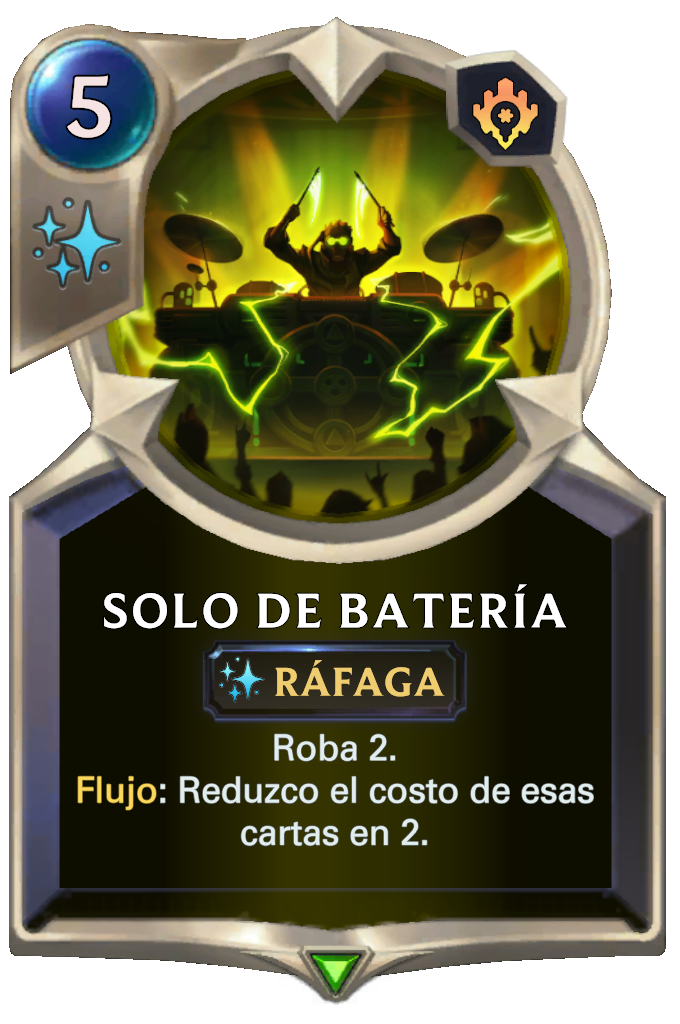 5
SOLO DE BATERÍA
RÁFAGA
Roba 2.
Flujo: Reduzco el costo de esas
cartas en 2.